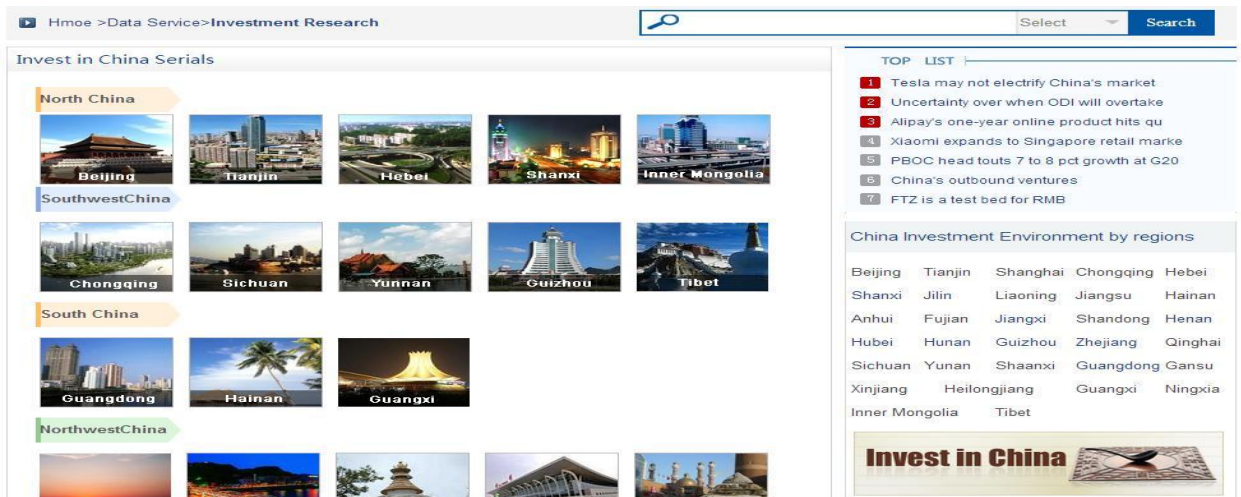 Hmoe >Data Service>Investment Research
Select
Search
Invest in China Serials
North China
Beijing
Tianjin
Hebei
Shanxi
Inner Mongolia
SouthwestChina
Chongqing
Sichuan
Yunnan
Guizhou
Tibet
South China
Guangdong
Hainan
Guangxi
NorthwestChina
TOP LIST
1 Tesla may not electrify China's market
2 Uncertainty over when ODI will overtake
3 Alipay's one-year online product hits qu
4 Xiaomi expands to Singapore retail marke
5 PBOC head touts 7 to 8 pct growth at G20
6 China's outbound ventures
7 FTZ is a test bed for RMB
China Investment Environment by regions
Beijing Tianjin Shanghai Chongqing Hebei
Shanxi Jilin Liaoning Jiangsu Hainan
Anhui Fujian Jiangxi Shandong Henan
Hubei Hunan Guizhou Zhejiang Qinghai
Sichuan Yunan Shaanxi Guangdong Gansu
Xinjiang Heilongjiang Guangxi Ningxia
Inner Mongolia Tibet
Invest in China